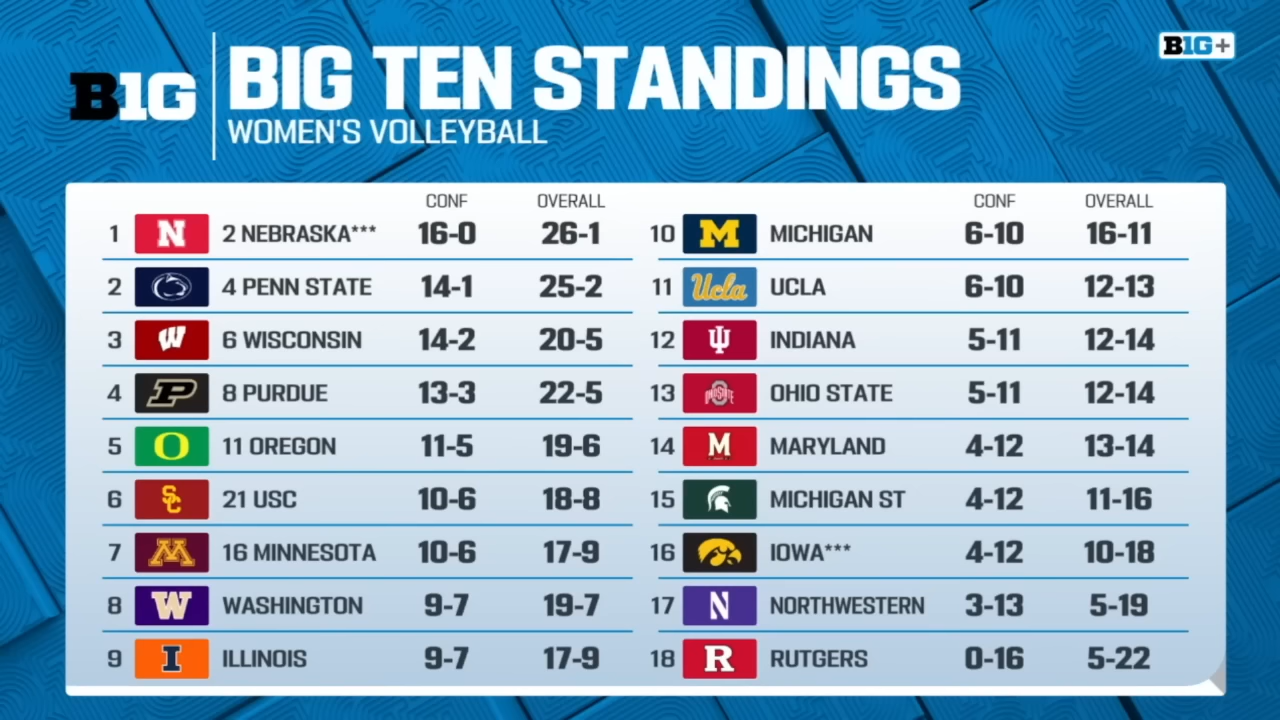 B1G+
B1G
BIG TEN STANDINGS
WOMEN'S VOLLEYBALL
CONF OVERALL
1 N 2 NEBRASKA*** 16-0 26-1
2 4 PENN STATE 14-1 25-2
3 W 6 WISCONSIN 14-2 20-5
4 P 8 PURDUE 13-3 22-5
5 O 11 OREGON 11-5 19-6
6 SC 21 USC 10-6 18-8
7 M 16 MINNESOTA 10-6 17-9
8 W WASHINGTON 9-7 19-7
9 I ILLINOIS 9-7 17-9
CONF OVERALL
10 M MICHIGAN 6-10 16-11
11 Ucla UCLA 6-10 12-13
12 IU INDIANA 5-11 12-14
13 OHIO STATE OHIO STATE 5-11 12-14
14 M MARYLAND 4-12 13-14
15 MICHIGAN ST 4-12 11-16
16 IOWA*** 4-12 10-18
17 N NORTHWESTERN 3-13 5-19
18 R RUTGERS 0-16 5-22